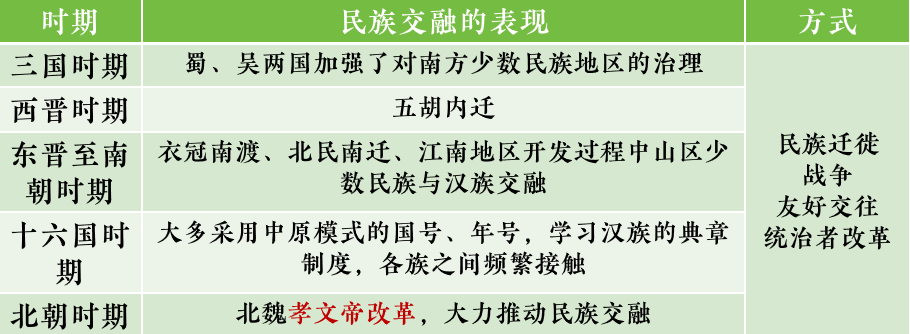 时期 民族交融的表现 方式
三国时期 蜀、吴两国加强了对南方少数民族地区的治理
西晋时期 五胡内迁
东晋至南
朝时期
衣冠南渡、北民南迁、江南地区开发过程中山区少
数民族与汉族交融
十六国时
期
大多采用中原模式的国号、年号，学习汉族的典章
制度，各族之间频繁接触
北朝时期 北魏孝文帝改革，大力推动民族交融
民族迁徙
战争
友好交往
统治者改革